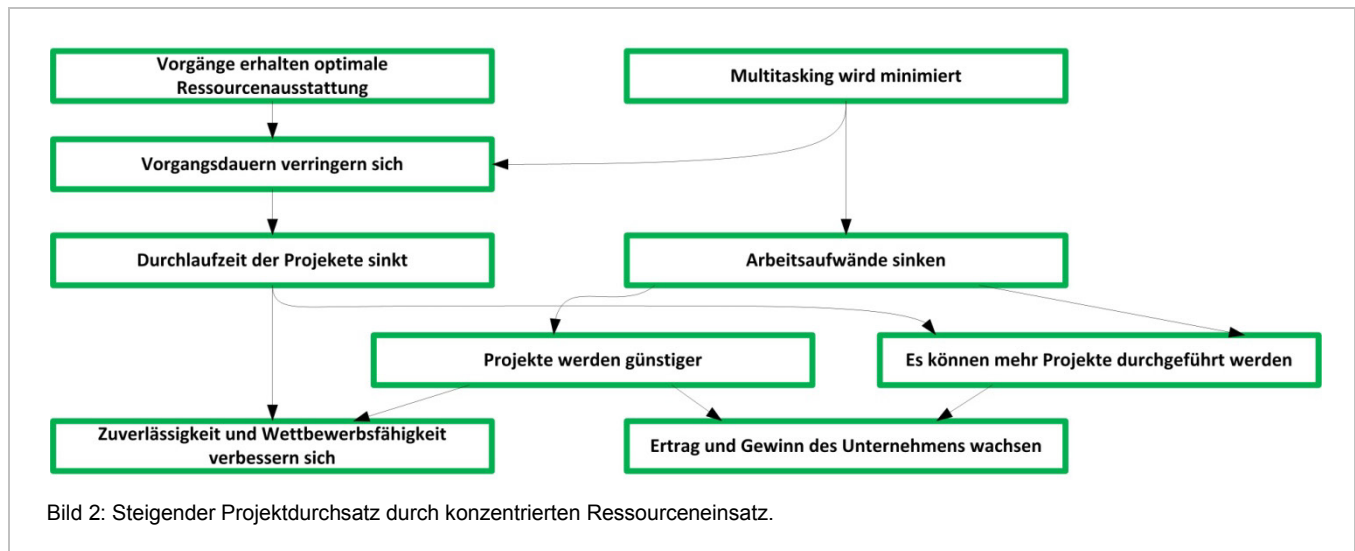 Vorgänge erhalten optimale
Ressourcenausstattung
Multitasking wird minimiert
Vorgangsdauern verringern sich
Durchlaufzeit der Projekete sinkt
Arbeitsaufwände sinken
Projekte werden günstiger
Es können mehr Projekte durchgeführt werden
Zuverlässigkeit und Wettbewerbsfähigkeit
verbessern sich
Ertrag und Gewinn des Unternehmens wachsen
Bild 2: Steigender Projektdurchsatz durch konzentrierten Ressourceneinsatz.